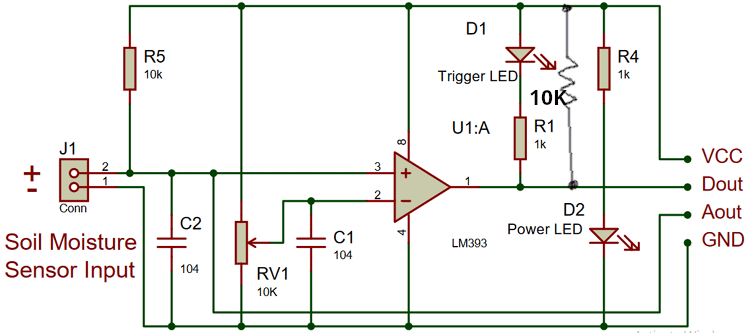 D1
R5
10k
Trigger LED
10K
R4
1k
U1:A
R1
1k
J1
8
+
-
2
1
Conn
3
+
1
VCC
2
−
Dout
C2
104
D2
Power LED
Aout
4
C1
104
LM393
GND
Soil Moisture
Sensor Input
RV1
10K